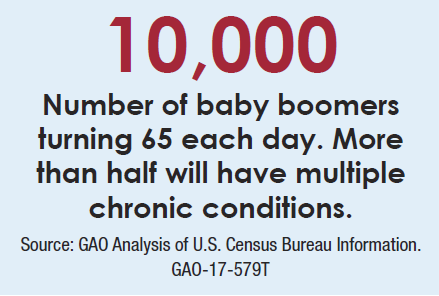 10,000
Number of baby boomers
turning 65 each day. More
than half will have multiple
chronic conditions.
Source: GAO Analysis of U.S. Census Bureau Information.
GAO-17-579T